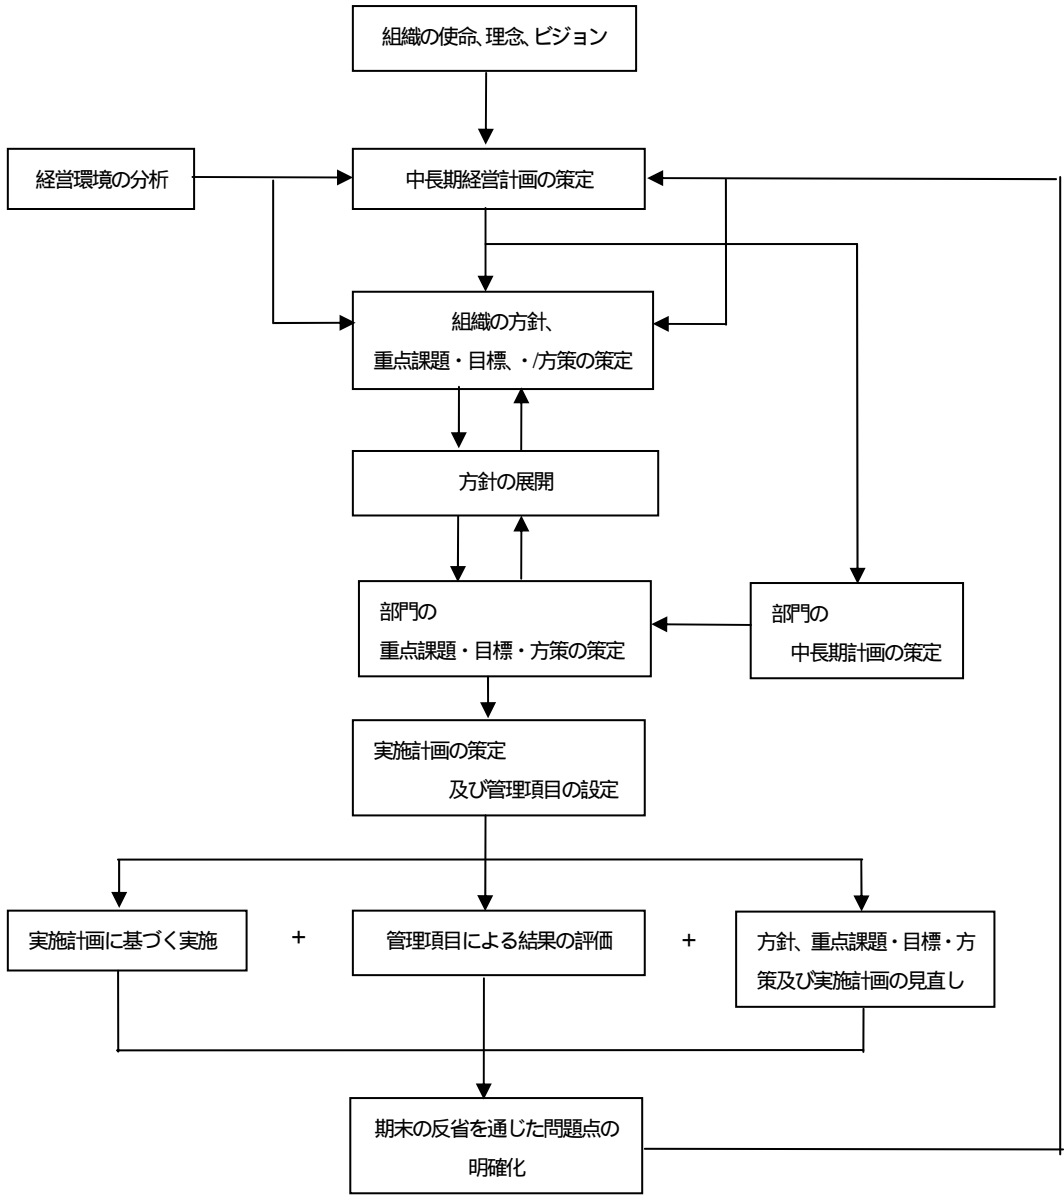 組織の使命、理念、ビジョン
経営環境の分析
中長期経営計画の策定
組織の方針、
重点課題・目標、・/方策の策定
方針の展開
部門の
重点課題・目標・方策の策定
部門の
中長期計画の策定
実施計画の策定
及び管理項目の設定
実施計画に基づく実施
+
管理項目による結果の評価
+
方針、重点課題・目標・方
策及び実施計画の見直し
期末の反省を通じた問題点の
明確化